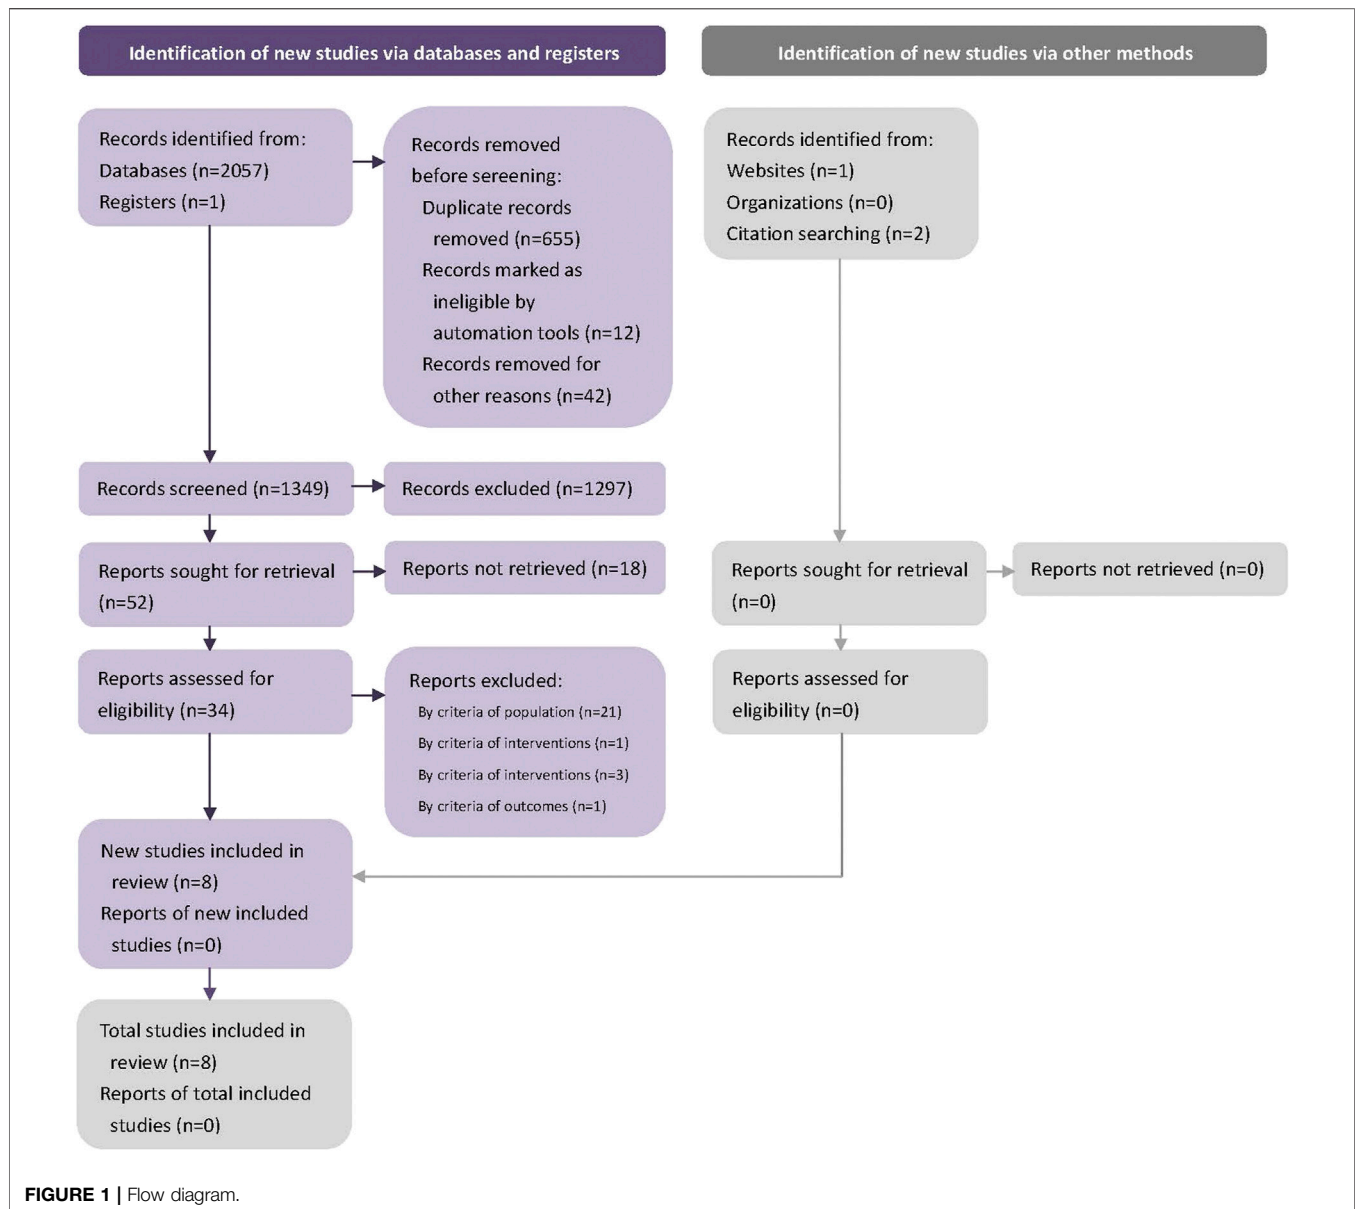 Identification of new studies via databases and registers
Identification of new studies via other methods
Records identified from:
Databases (n=2057)
Registers (n=1)
Records removed
before sereening:
Duplicate records
removed (n=655)
Records marked as
ineligible by
automation tools (n=12)
Records removed for
other reasons (n=42)
Records identified from:
Websites (n=1)
Organizations (n=0)
Citation searching (n=2)
Records screened (n=1349)
Records excluded (n=1297)
Reports sought for retrieval
(n=52)
Reports not retrieved (n=18)
Reports sought for retrieval
(n=0)
Reports not retrieved (n=0)
Reports assessed for
eligibility (n=34)
Reports excluded:
By criteria of population (n=21)
By criteria of interventions (n=1)
By criteria of interventions (n=3)
By criteria of outcomes (n=1)
Reports assessed for
eligibility (n=0)
New studies included in
review (n=8)
Reports of new included
studies (n=0)
Total studies included in
review (n=8)
Reports of total included
studies (n=0)
FIGURE 1 | Flow diagram.